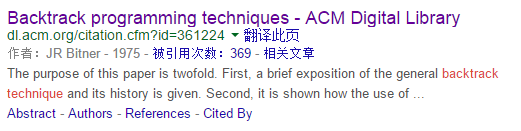 Backtrack programming techniques - ACM Digital Library
dl.acm.org/citation.cfm?id=361224 ▼ 翻译此页
作者：JR Bitner - 1975 - 被引用次数：369 - 相关文章
The purpose of this paper is twofold. First, a brief exposition of the general backtrack
technique and its history is given. Second, it is shown how the use of ...
Abstract - Authors - References - Cited By